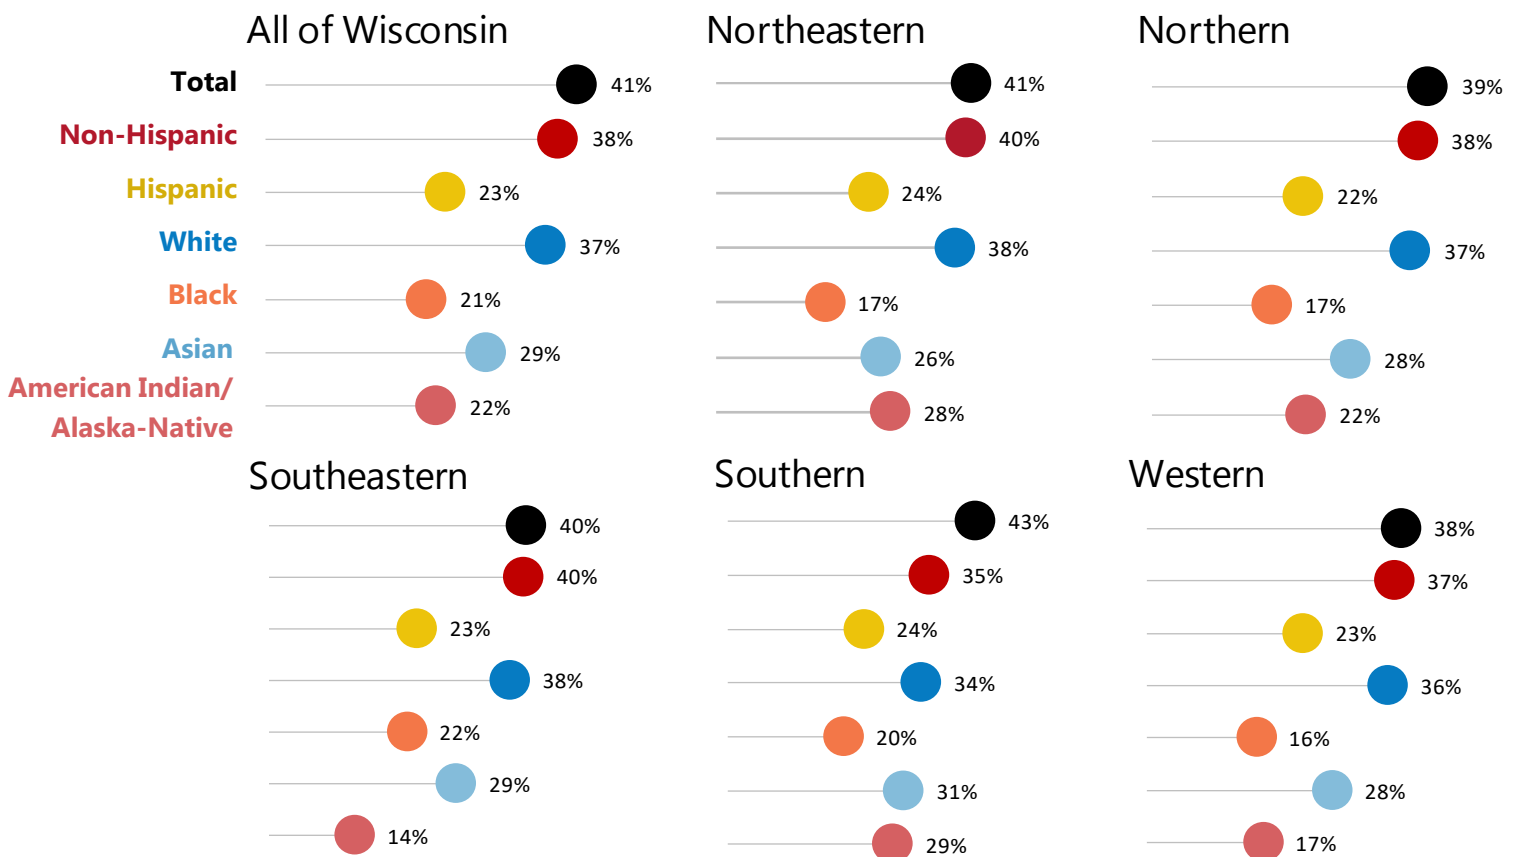 All of Wisconsin
Total 41%
Non-Hispanic 38%
Hispanic 23%
White 37%
Black 21%
Asian 29%
American Indian/
Alaska-Native 22%
Northeastern
41%
40%
24%
38%
17%
26%
28%
Northern
39%
38%
22%
37%
17%
28%
22%
Southeastern
40%
40%
23%
38%
22%
29%
14%
Southern
43%
35%
24%
34%
20%
31%
29%
Western
38%
37%
23%
36%
16%
28%
17%